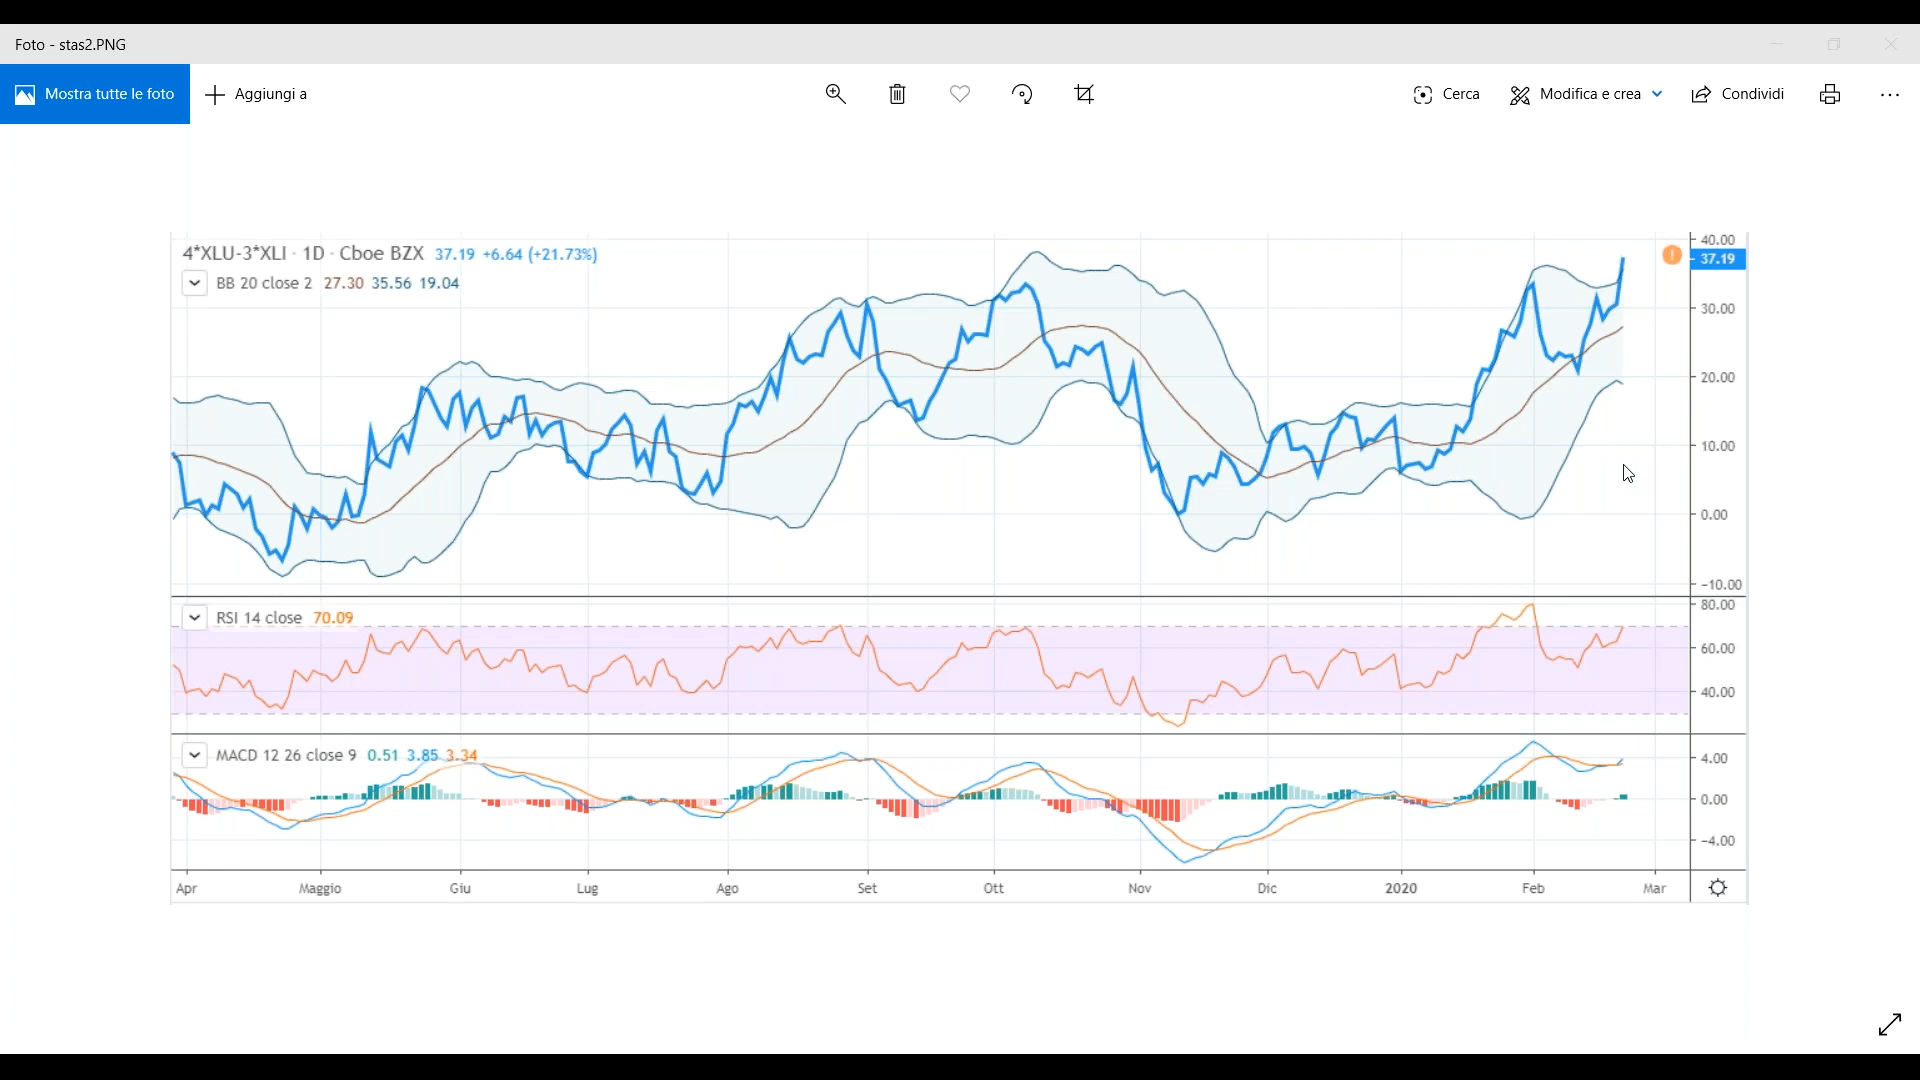 Foto - stas2.PNG
Mostra tutte le foto
Aggiungi a
Cerca
Modifica e crea
Condividi
4*XLU-3*XLI · 1D · Cboe BZX 37.19 +6.64 (+21.73%)
BB 20 close 2 27.30 35.56 19.04
40.00
37.19
30.00
20.00
10.00
0.00
-10.00
RSI 14 close 70.09
80.00
60.00
40.00
MACD 12 26 close 9 0.51 3.85 3.34
4.00
0.00
-4.00
Apr Maggio Giu Lug Ago Set Ott Nov Dic 2020 Feb Mar